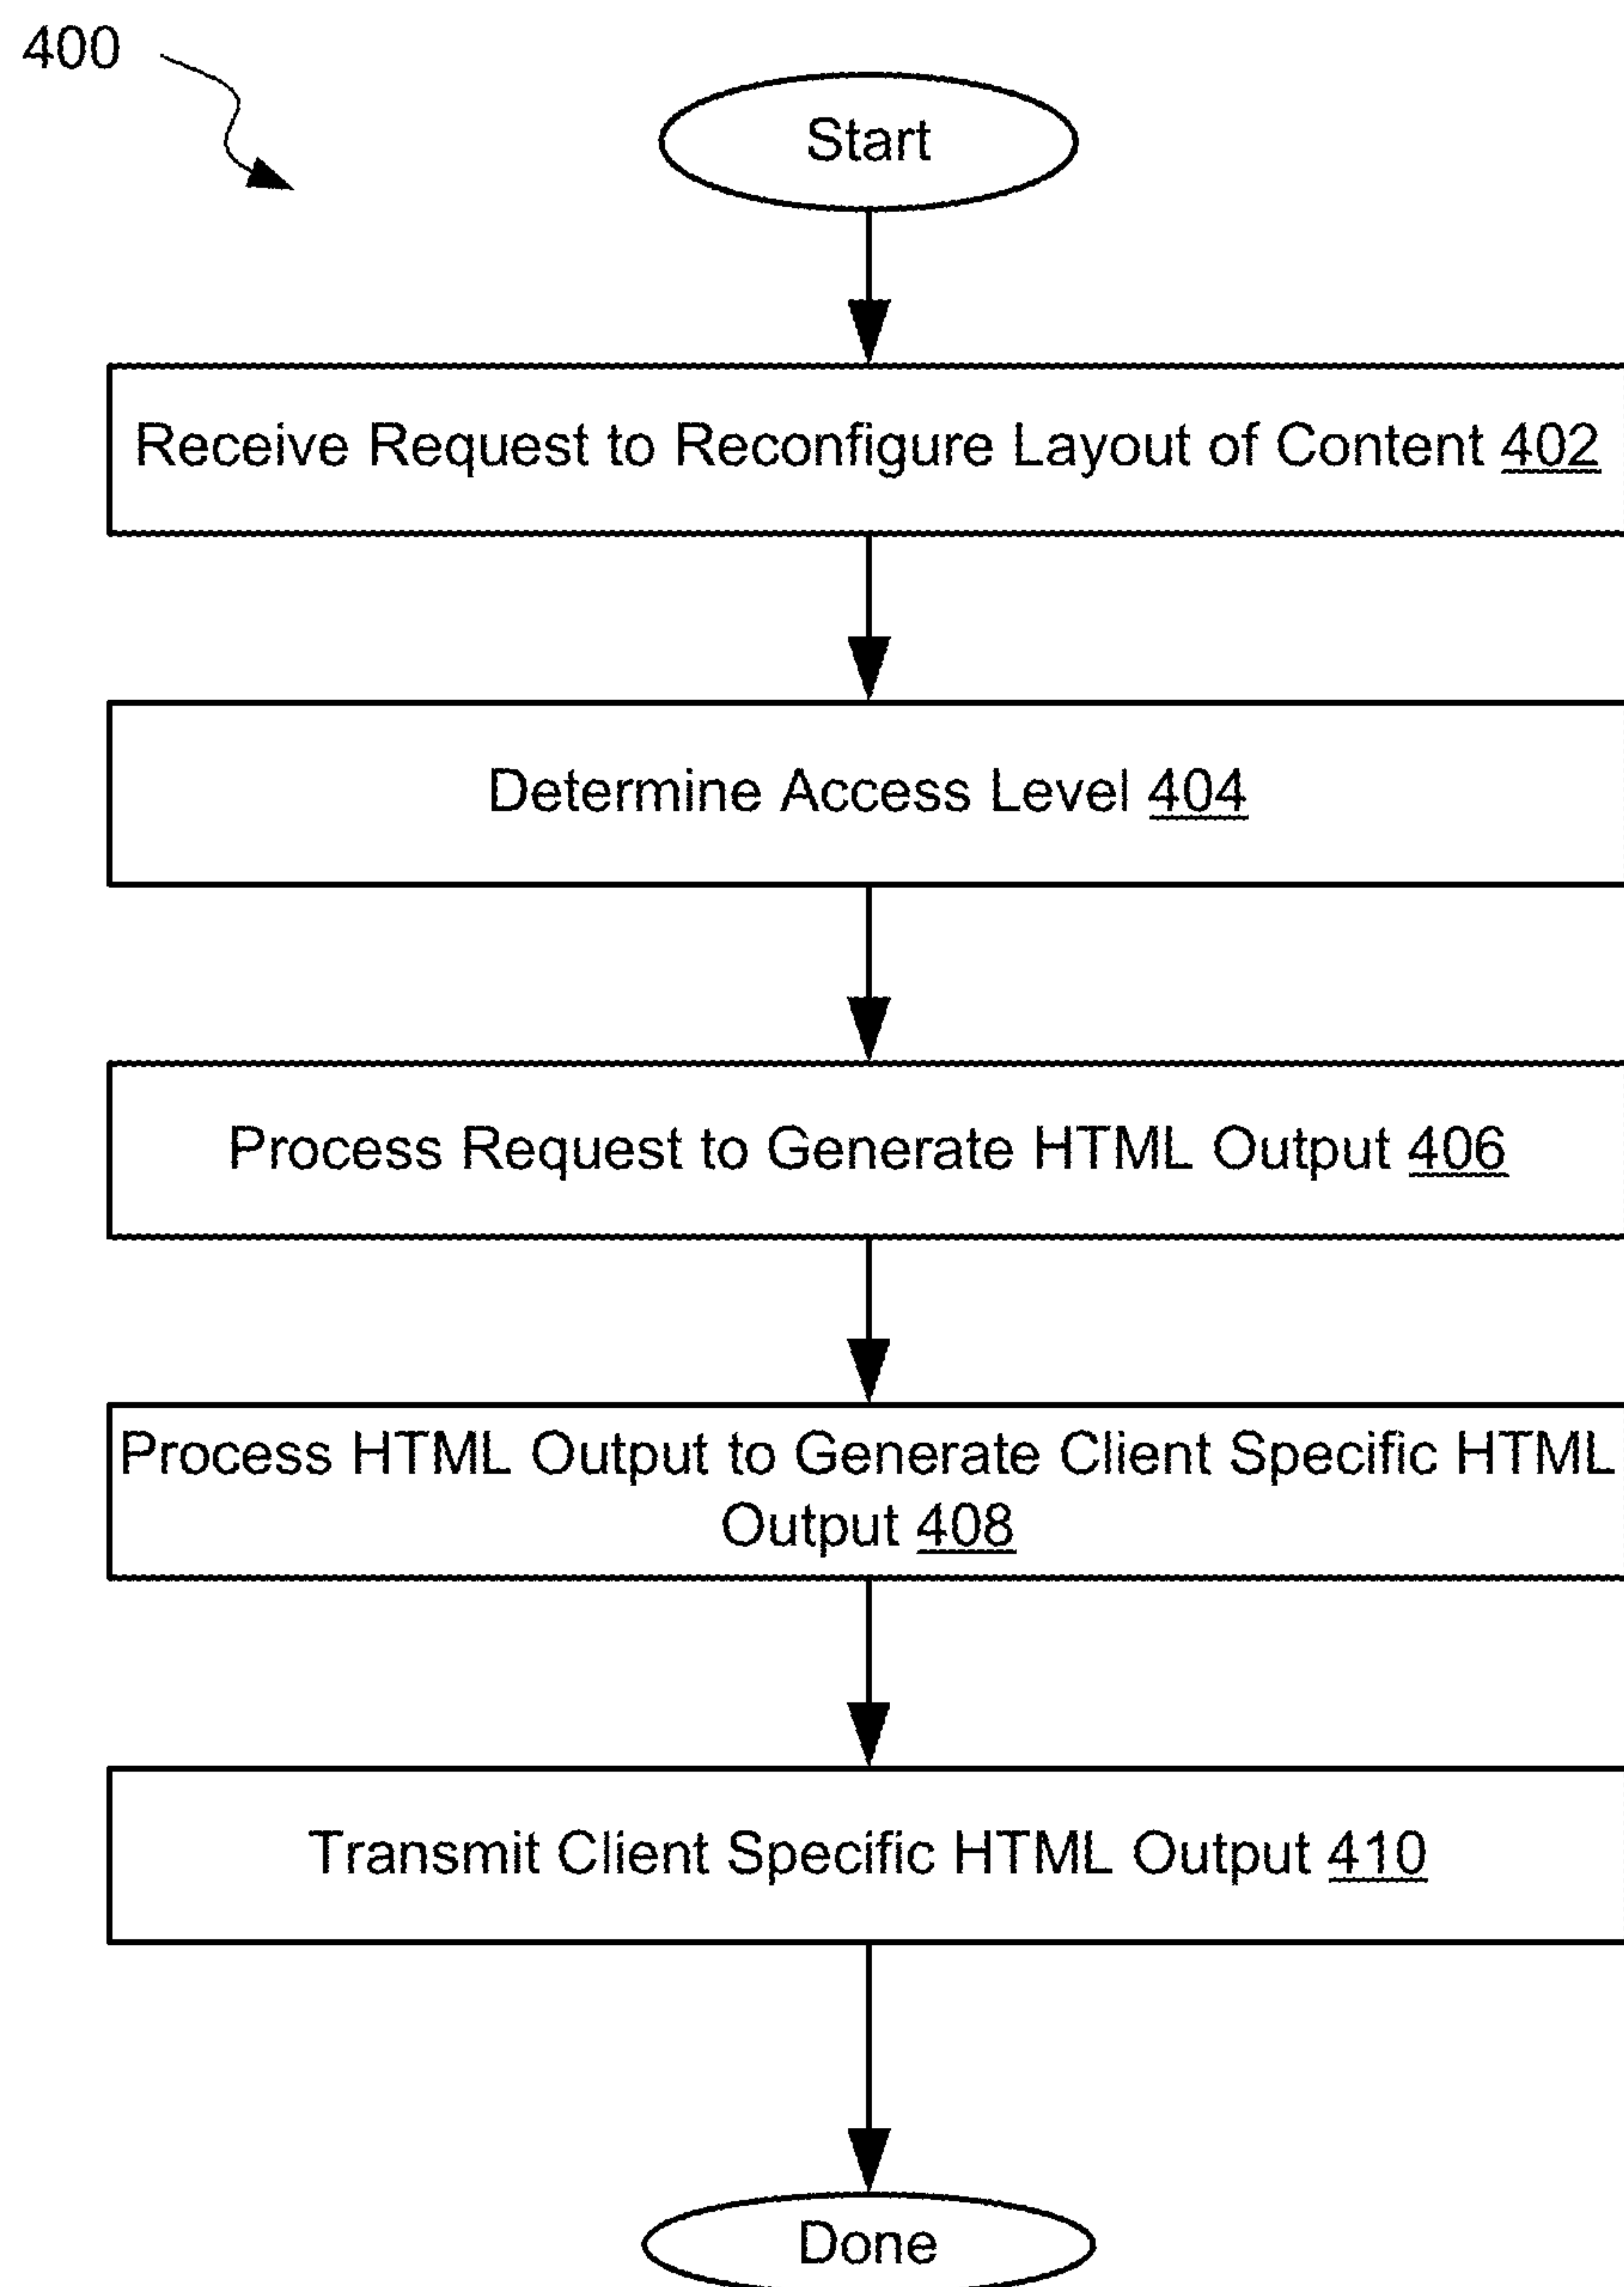 400
Start
Receive Request to Reconfigure Layout of Content 402
Determine Access Level 404
Process Request to Generate HTML Output 406
Process HTML Output to Generate Client Specific HTML
Output 408
Transmit Client Specific HTML Output 410
Done